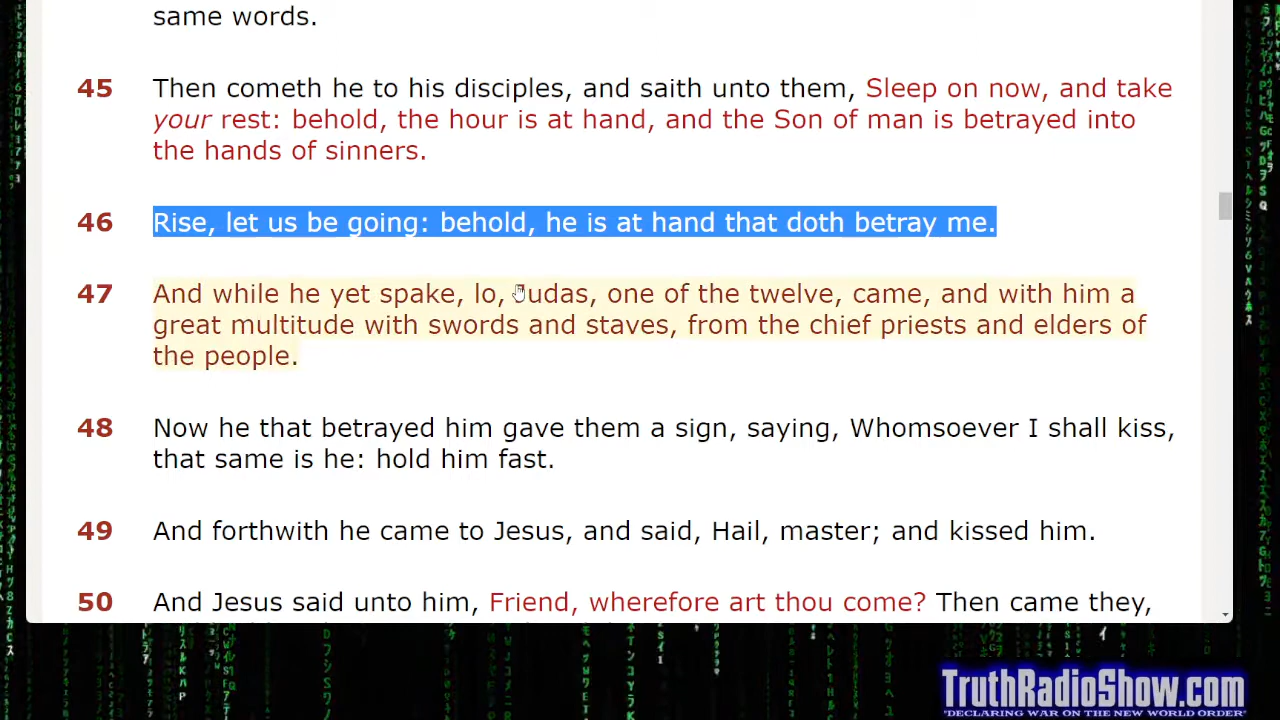 same words.
45 Then cometh he to his disciples, and saith unto them, Sleep on now, and take
your rest: behold, the hour is at hand, and the Son of man is betrayed into
the hands of sinners.
46 Rise, let us be going: behold, he is at hand that doth betray me.
47 And while he yet spake, lo, Judas, one of the twelve, came, and with him a
great multitude with swords and staves, from the chief priests and elders of
the people.
48 Now he that betrayed him gave them a sign, saying, Whomsoever I shall kiss,
that same is he: hold him fast.
49 And forthwith he came to Jesus, and said, Hail, master; and kissed him.
50 And Jesus said unto him, Friend, wherefore art thou come? Then came they,
TruthRadioShow.com
"DECLARING WAR ON THE NEW WORLD ORDER"